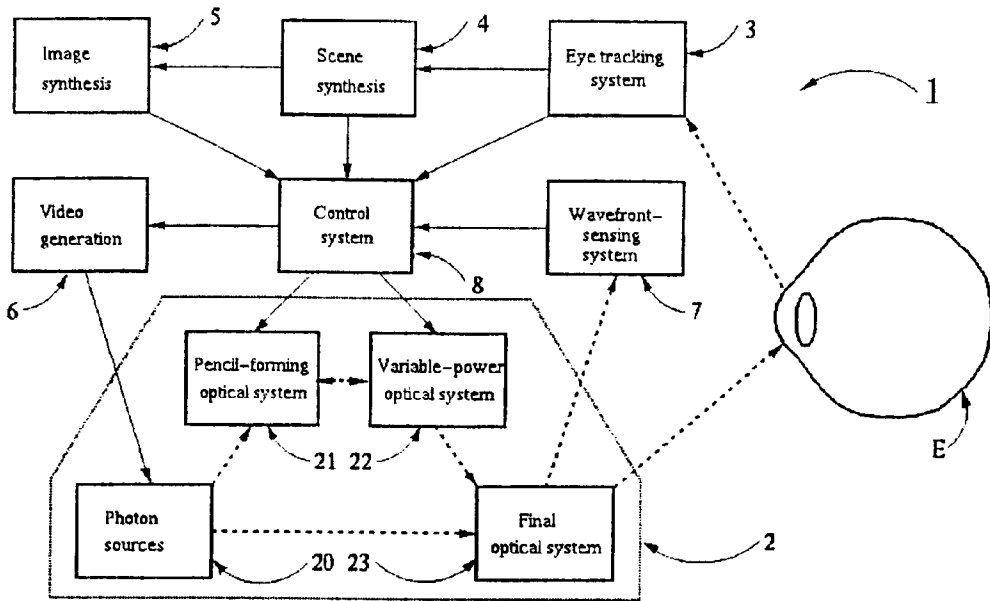 5
4
3
Image
synthesis
Scene
synthesis
Eye tracking
system
1
Video
generation
Control
system
Wavefront-
sensing
system
6
8
7
Pencil-forming
optical system
Variable-power
optical system
E
21 22
Photon
sources
Final
optical system
2
20 23